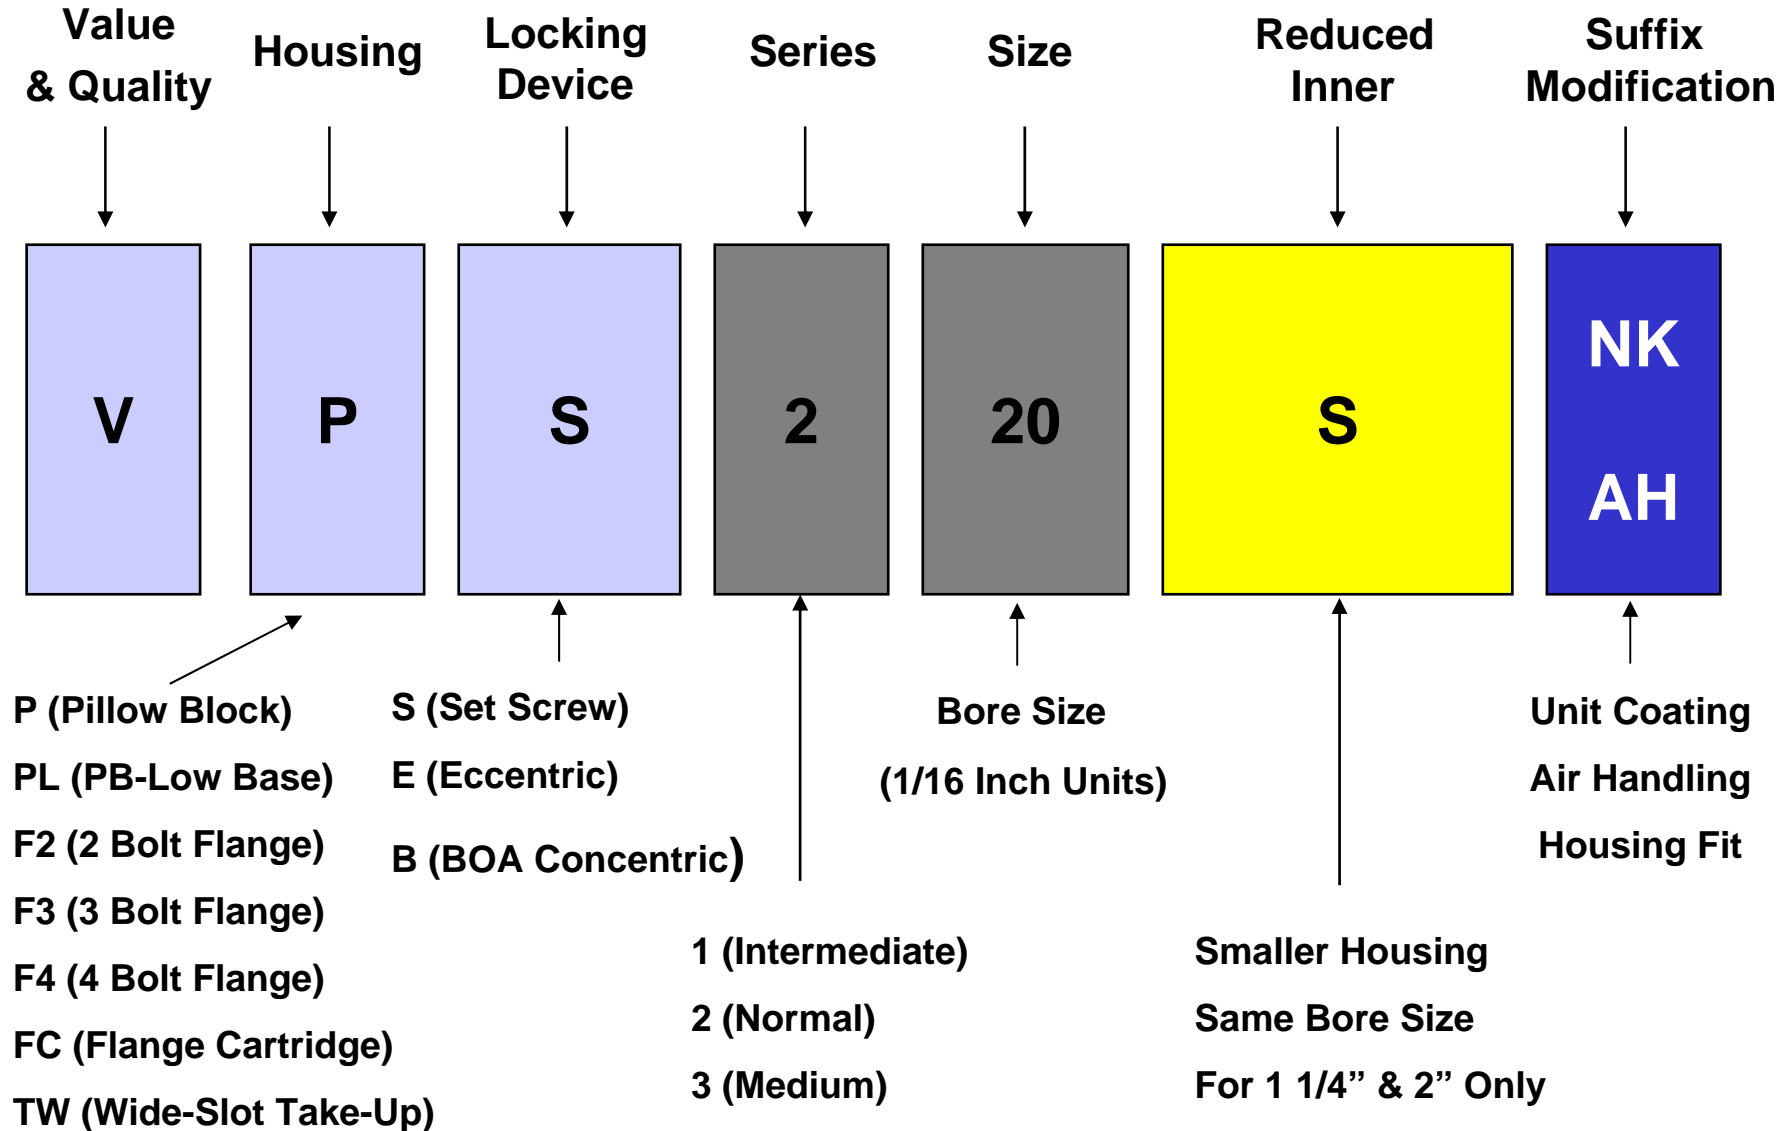 Value
& Quality
Housing
Locking
Device
Series
Size
Reduced
Inner
Suffix
Modification
V
P
S
2
20
S
NK
AH
P (Pillow Block)
PL (PB-Low Base)
F2 (2 Bolt Flange)
F3 (3 Bolt Flange)
F4 (4 Bolt Flange)
FC (Flange Cartridge)
TW (Wide-Slot Take-Up)
S (Set Screw)
E (Eccentric)
B (BOA Concentric)
1 (Intermediate)
2 (Normal)
3 (Medium)
Bore Size
(1/16 Inch Units)
Smaller Housing
Same Bore Size
For 1 1/4” & 2” Only
Unit Coating
Air Handling
Housing Fit